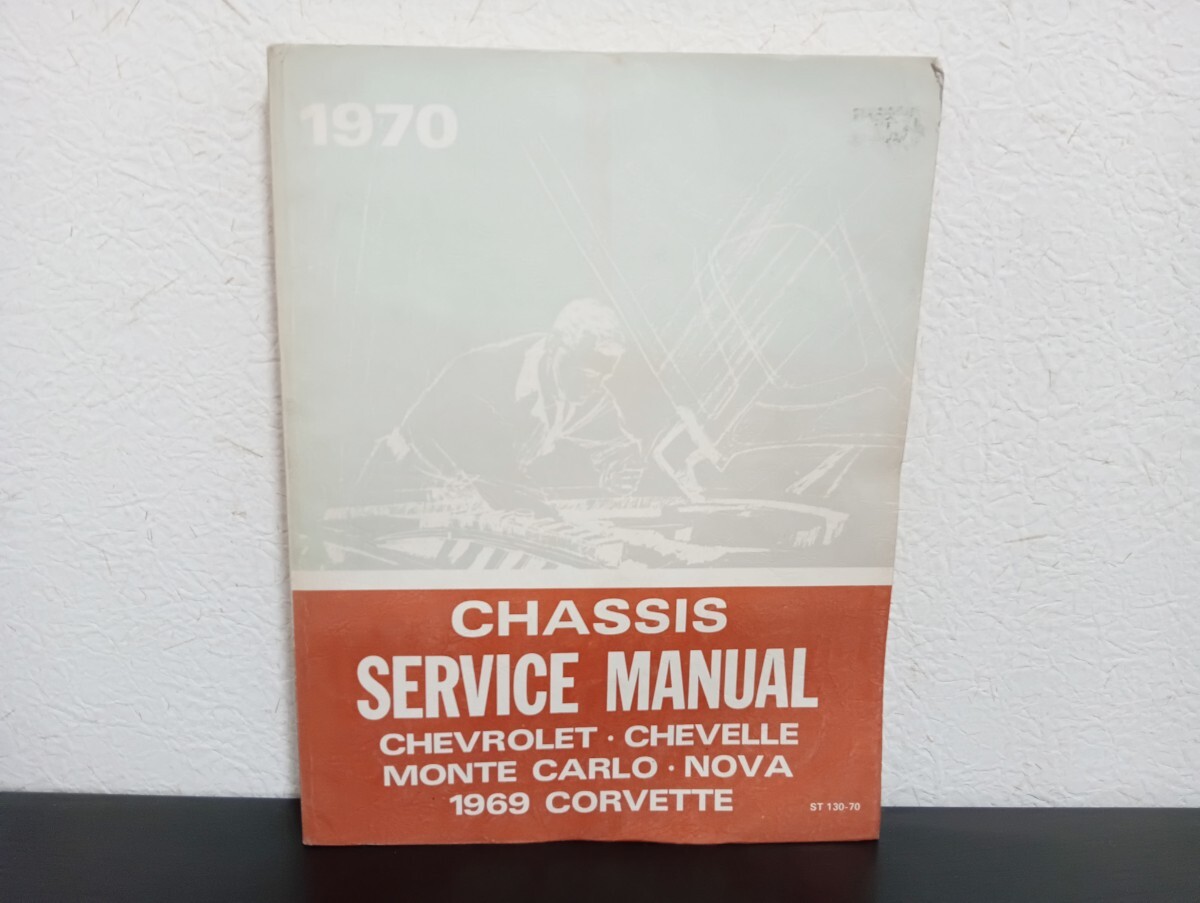 1970
CHASSIS
SERVICE MANUAL
CHEVROLET · CHEVELLE
MONTE CARLO · NOVA
1969 CORVETTE
ST 130-70